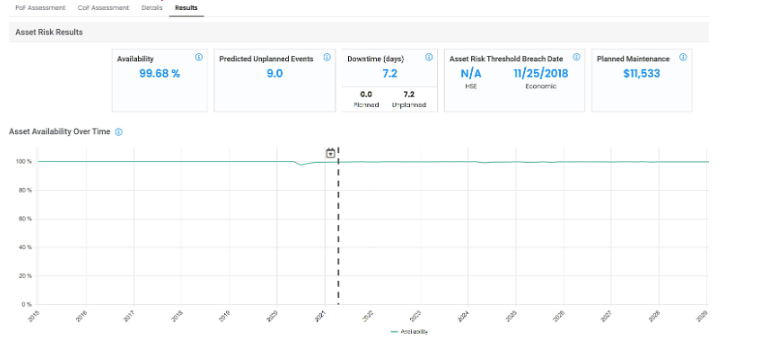 PoF Assessment CoF Assessment Details Results
Asset Risk Results
Availability
99.68 %
Predicted Unplanned Events
9.0
Downtime (days)
7.2
0.0 7.2
Planned Unplanned
Asset Risk Threshold Breach Date
N/A 11/25/2018
HSE Economic
Planned Maintenance
$11,533
Asset Availability Over Time
100 %
80 %
60 %
40 %
20 %
0 %
2015 2016 2017 2018 2019 2020 2021 2022 2023 2024 2025 2026 2027 2028 2029
Availability